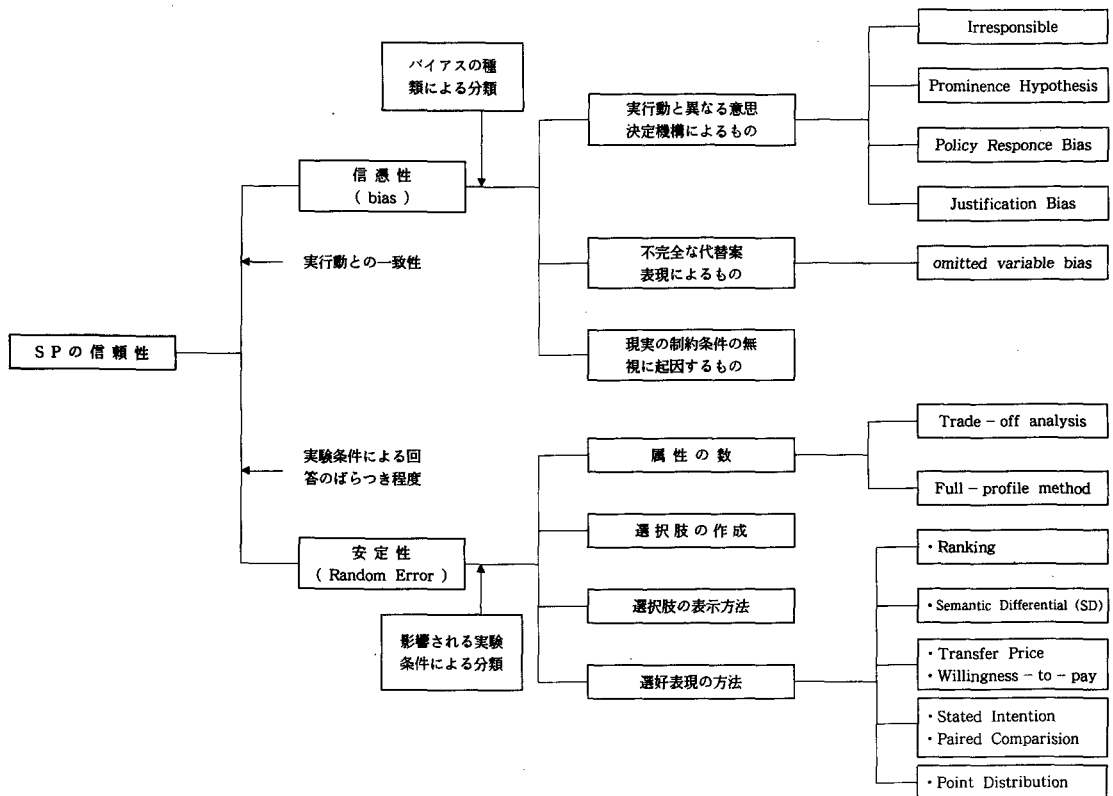 SPの信頼性
信憑性
( bias )
バイアスの種
類による分類
実行動との一致性
実行動と異なる意思
決定機構によるもの
Irresponsible
Prominence Hypothesis
Policy Responce Bias
Justification Bias
不完全な代替案
表現によるもの
omitted variable bias
現実の制約条件の無
視に起因するもの
実験条件による回
答のばらつき程度
安定性
( Random Error )
影響される実験
条件による分類
属性の数
Trade-off analysis
Full-profile method
選択肢の作成
選択肢の表示方法
選好表現の方法
・Ranking
・Semantic Differential (SD)
・Transfer Price
・Willingness-to-pay
・Stated Intention
・Paired Comparision
・Point Distribution